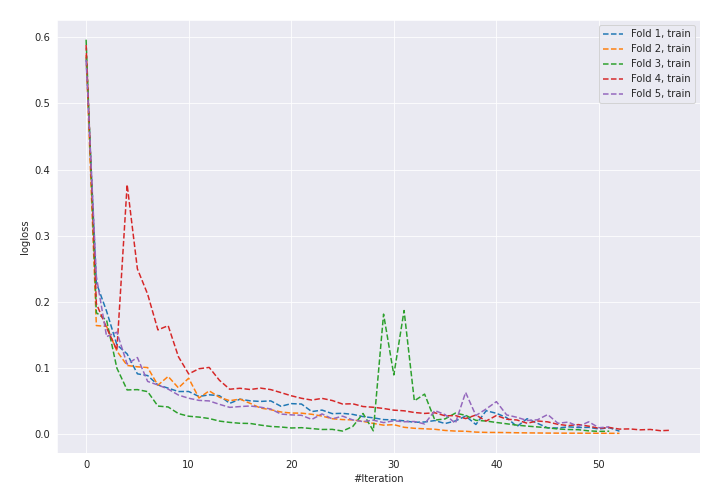 Fold 1, train
Fold 2, train
Fold 3, train
Fold 4, train
Fold 5, train
logloss
0.6
0.5
0.4
0.3
0.2
0.1
0.0
0 10 20 30 40 50
#Iteration